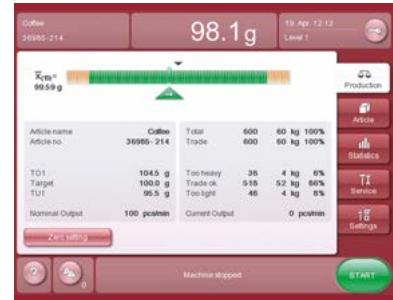 Coffee
36985-214
98.1 g
19. Apr. 12:12
Level 1
X(10)=
99.59 g
Production
Article
Statistics
Service
Settings
Article name Coffee
Article no. 36985-214
Total 600 60 kg 100%
Trade 600 60 kg 100%
TO1 104.5 g
Target 100.0 g
TU1 95.5 g
Too heavy 36 4 kg 6%
Trade ok 518 52 kg 86%
Too light 46 4 kg 8%
Nominal Output 100 pcs/min
Current Output 0 pcs/min
Zero setting
?
0
Machine stopped
START